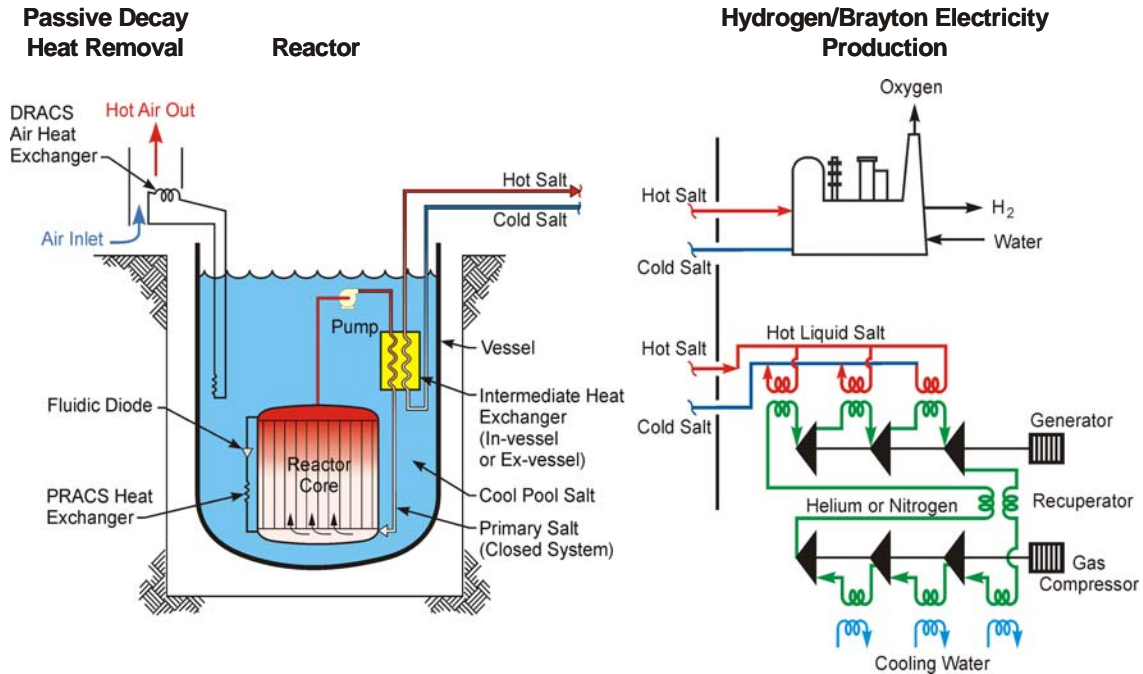 Passive Decay
Heat Removal
Reactor
Hydrogen/Brayton Electricity
Production
DRACS
Air Heat
Exchanger
Hot Air Out
Air Inlet
Hot Salt
Cold Salt
Pump
Vessel
Intermediate Heat
Exchanger
(In-vessel
or Ex-vessel)
Fluidic Diode
Reactor
Core
PRACS Heat
Exchanger
Cool Pool Salt
Primary Salt
(Closed System)
Oxygen
Hot Salt
H2
Water
Cold Salt
Hot Liquid Salt
Hot Salt
Cold Salt
Generator
Helium or Nitrogen
Recuperator
Gas
Compressor
Cooling Water